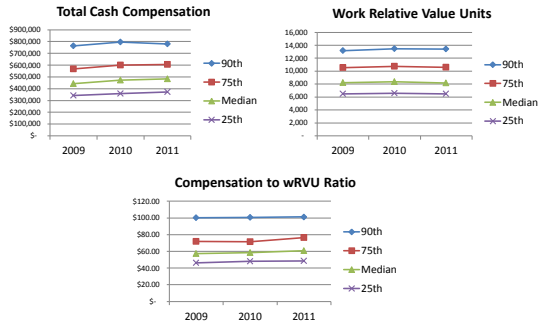 Total Cash Compensation
$900,000
$800,000
$700,000
$600,000
$500,000
$400,000
$300,000
$200,000
$100,000
$-
2009 2010 2011
90th
75th
Median
25th
Work Relative Value Units
16,000
14,000
12,000
10,000
8,000
6,000
4,000
2,000
-
2009 2010 2011
90th
75th
Median
25th
Compensation to wRVU Ratio
$120.00
$100.00
$80.00
$60.00
$40.00
$20.00
$-
2009 2010 2011
90th
75th
Median
25th